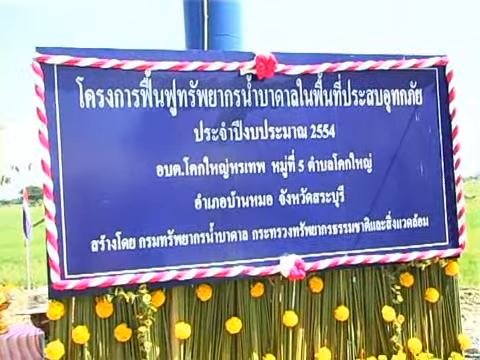 โครงการฟื้นฟูทรัพยากรน้ำบาดาลในพื้นที่ประสบอุทกภัย
ประจำปีงบประมาณ 2554
อบต.โคกใหญ่หรเทพ หมู่ที่ 5 ตำบลโคกใหญ่
อำเภอบ้านหมอ จังหวัดสระบุรี
สร้างโดย กรมทรัพยากรน้ำบาดาล กระทรวงทรัพยากรธรรมชาติและสิ่งแวดล้อม